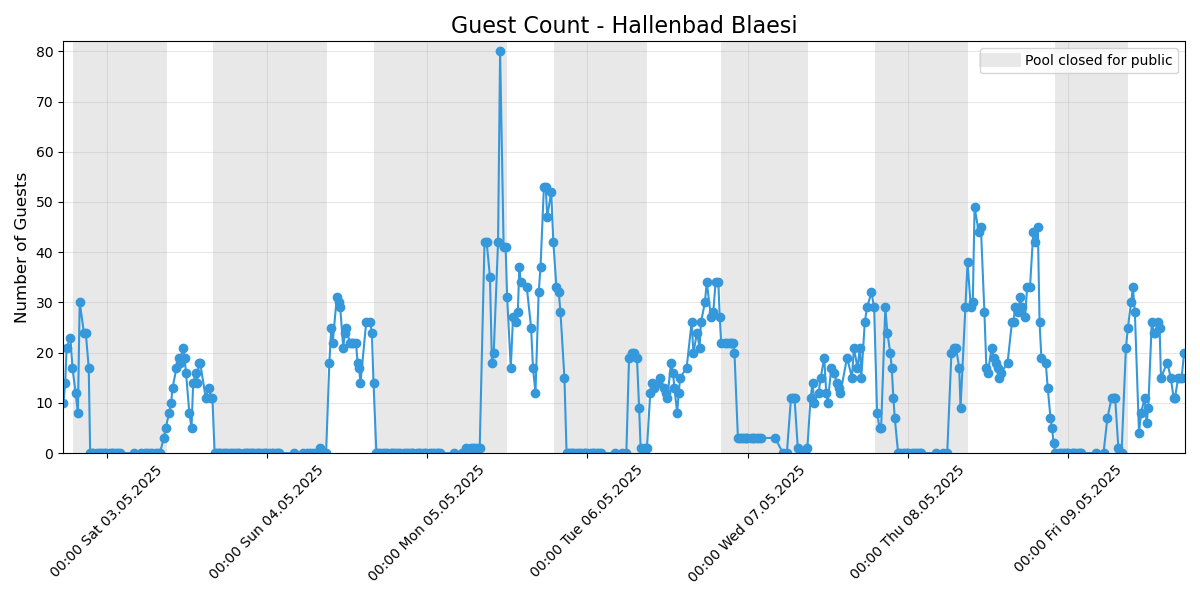 Guest Count - Hallenbad Blaesi
Pool closed for public
Number of Guests
80
70
60
50
40
30
20
10
0
00:00 Sat 03.05.2025
00:00 Sun 04.05.2025
00:00 Mon 05.05.2025
00:00 Tue 06.05.2025
00:00 Wed 07.05.2025
00:00 Thu 08.05.2025
00:00 Fri 09.05.2025